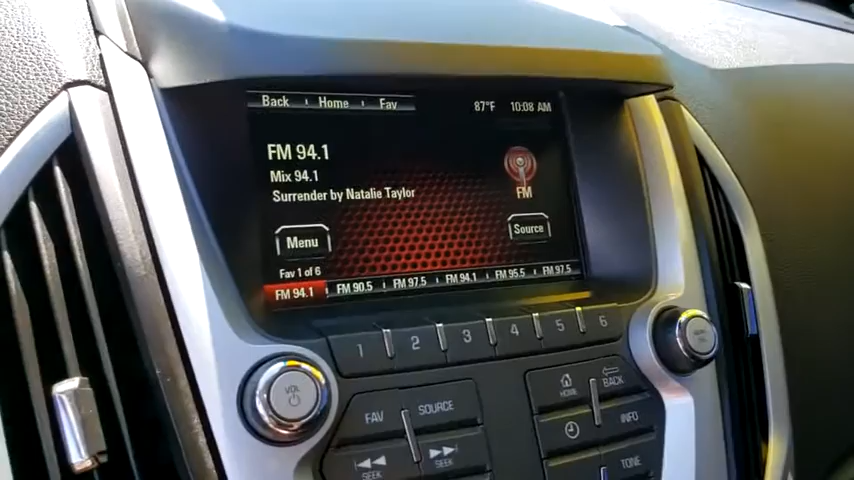 Back Home Fav 87°F 10:08 AM
FM 94.1
Mix 94.1
Surrender by Natalie Taylor
FM
Menu Source
Fav 1 of 6
FM 94.1 FM 90.5 FM 97.5 FM 94.1 FM 95.5 FM 97.5
1 2 3 4 5 6
VOL
FAV SOURCE HOME BACK
INFO
SEEK SEEK TONE